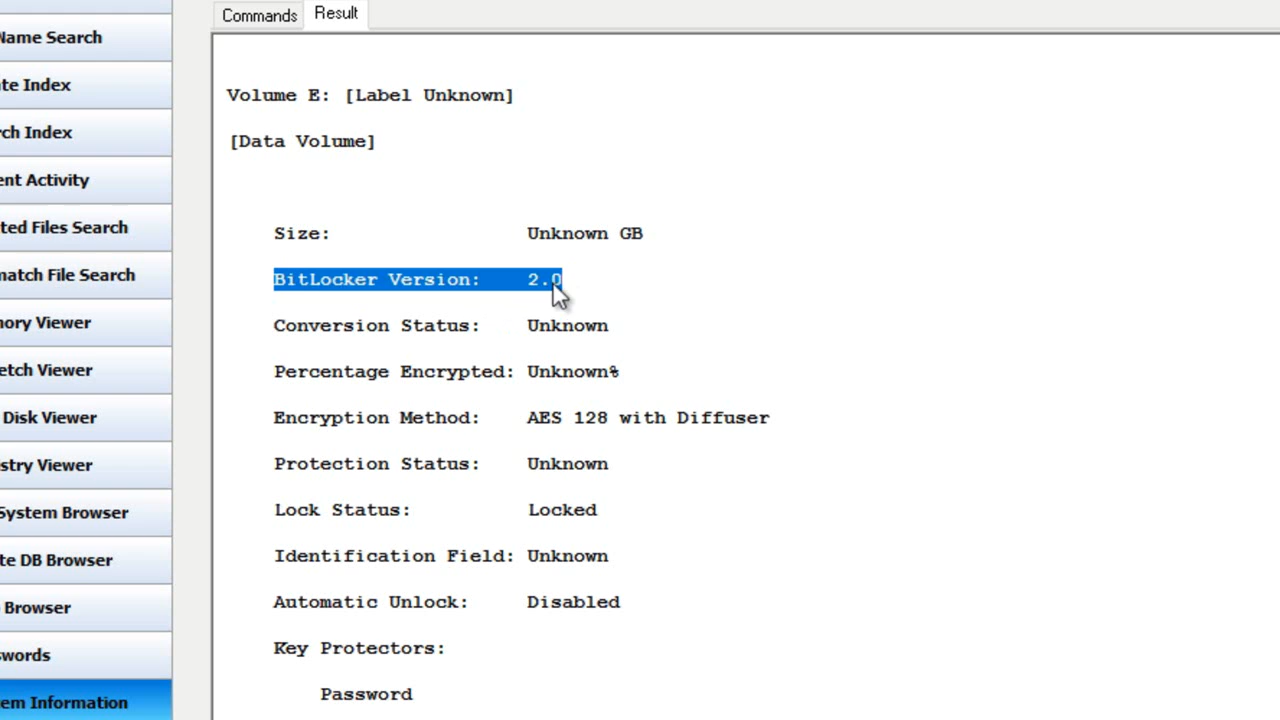 Commands Result
Name Search
te Index
rch Index
ent Activity
ted Files Search
match File Search
nory Viewer
etch Viewer
Disk Viewer
stry Viewer
System Browser
te DB Browser
Browser
swords
em Information
Volume E: [Label Unknown]
[Data Volume]
Size: Unknown GB
BitLocker Version: 2.0
Conversion Status: Unknown
Percentage Encrypted: Unknown%
Encryption Method: AES 128 with Diffuser
Protection Status: Unknown
Lock Status: Locked
Identification Field: Unknown
Automatic Unlock: Disabled
Key Protectors:
Password